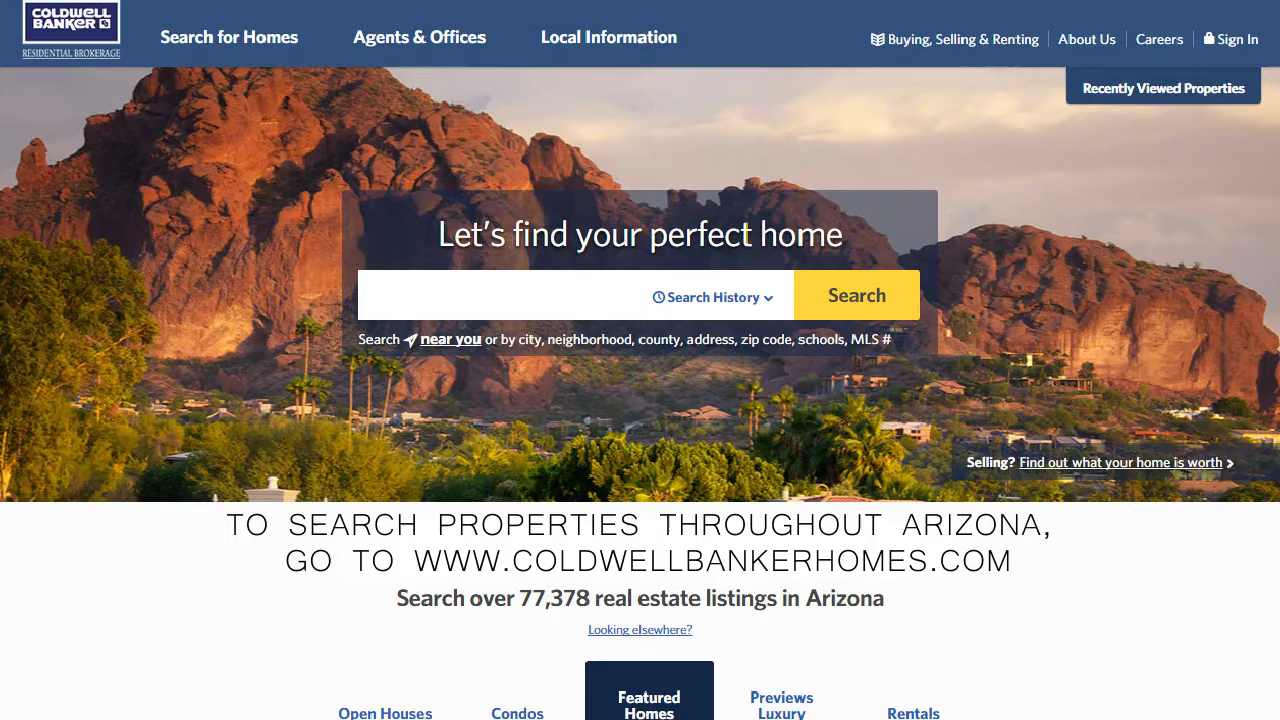 COLDWELL
BANKER
RESIDENTIAL BROKERAGE
Search for Homes
Agents & Offices
Local Information
Buying, Selling & Renting
About Us
Careers
Sign In
Recently Viewed Properties
Let's find your perfect home
Search History
Search
Search near you or by city, neighborhood, county, address, zip code, schools, MLS #
Selling? Find out what your home is worth
TO SEARCH PROPERTIES THROUGHOUT ARIZONA,
GO TO WWW.COLDWELLBANKERHOMES.COM
Search over 77,378 real estate listings in Arizona
Looking elsewhere?
Open Houses
Condos
Featured
Homes
Previews
Luxury
Rentals